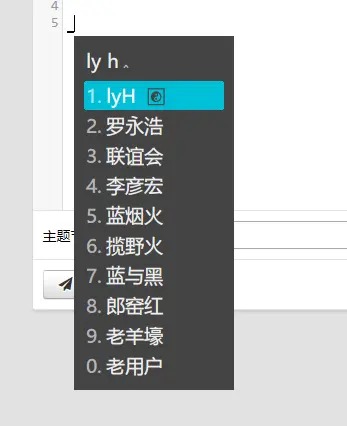 4
5
ly h
1. lyH
2. 罗永浩
3. 联谊会
4. 李彦宏
5. 蓝烟火
主题
6. 揽野火
7. 蓝与黑
8. 郎窑红
9. 老羊壕
0. 老用户